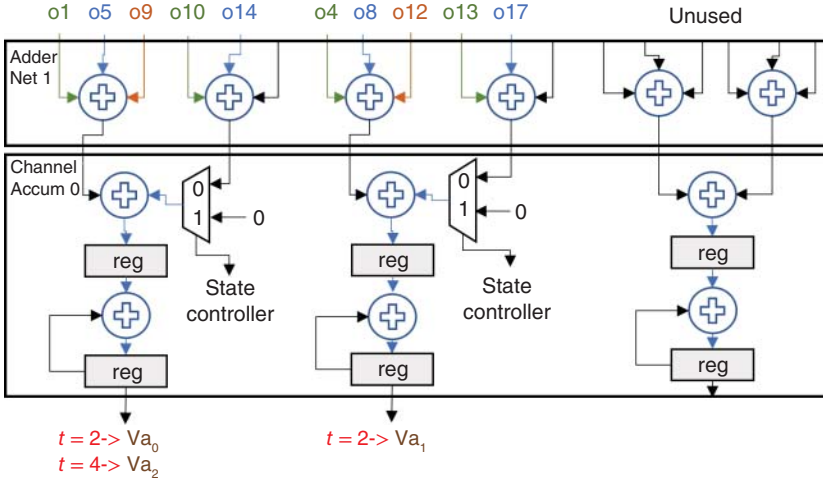 o1 o5 o9 o10 o14 o4 o8 o12 o13 o17 Unused
Adder
Net 1
Channel
Accum 0
0
1 0
0
1 0
reg reg reg
State
controller
State
controller
reg reg reg
t = 2-> Va0 t = 2-> Va1
t = 4-> Va2